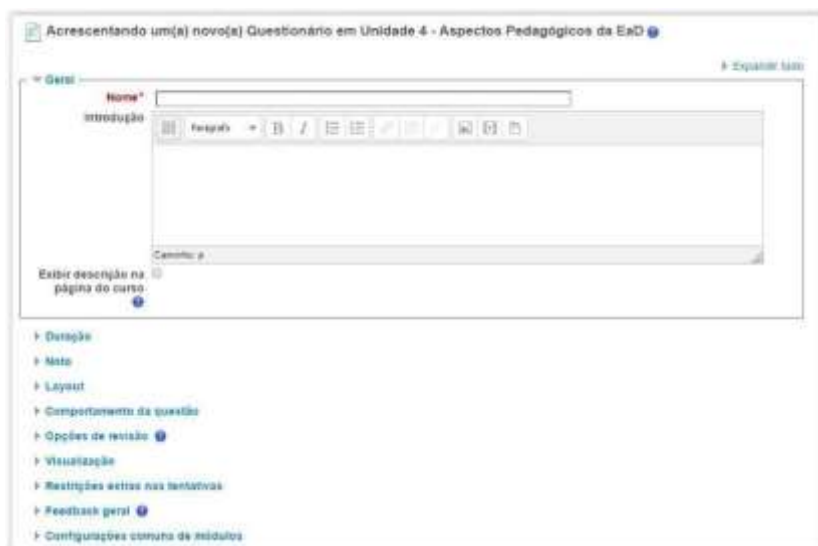 Acrescentando um(a) novo(a) Questionário em Unidade 4 - Aspectos Pedagógicos da EaD
Expandir tudo
Geral
Nome*
Introdução
Parágrafo
Caminho: p
Exibir descrição na
página do curso
Duração
Nota
Layout
Comportamento da questão
Opções de revisão
Visualização
Restrições extras nas tentativas
Feedback geral
Configurações comuns de módulos